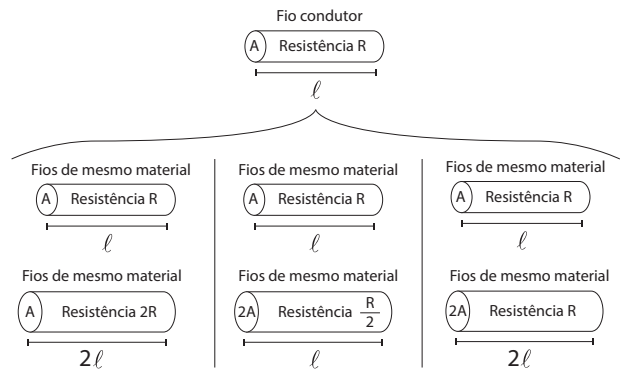 Fio condutor
A Resistência R
ℓ
Fios de mesmo material
A Resistência R
ℓ
Fios de mesmo material
A Resistência 2R
2ℓ
Fios de mesmo material
A Resistência R
ℓ
Fios de mesmo material
2A Resistência R/2
ℓ
Fios de mesmo material
A Resistência R
ℓ
Fios de mesmo material
2A Resistência R
2ℓ